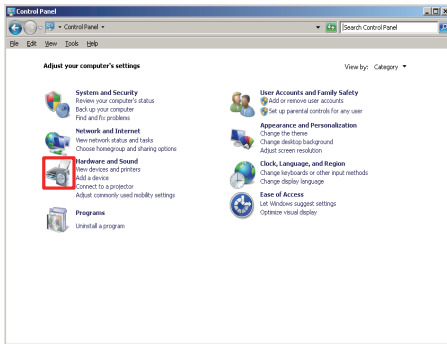 Control Panel
Control Panel
Search Control Panel
File Edit View Tools Help
Adjust your computer's settings
View by: Category
System and Security
Review your computer's status
Back up your computer
Find and fix problems
Network and Internet
View network status and tasks
Choose homegroup and sharing options
Hardware and Sound
View devices and printers
Add a device
Connect to a projector
Adjust commonly used mobility settings
Programs
Uninstall a program
User Accounts and Family Safety
Add or remove user accounts
Set up parental controls for any user
Appearance and Personalization
Change the theme
Change desktop background
Adjust screen resolution
Clock, Language, and Region
Change keyboards or other input methods
Change display language
Ease of Access
Let Windows suggest settings
Optimize visual display